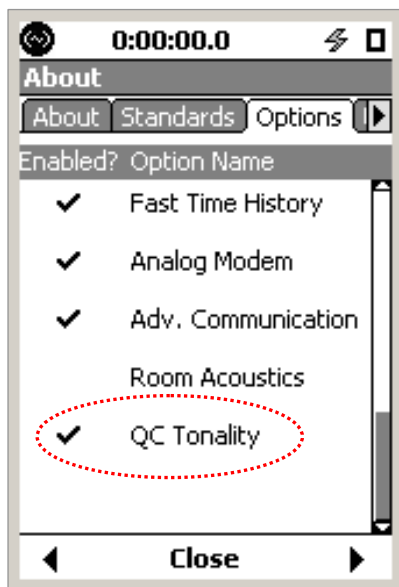 0:00:00.0
About
About Standards Options
Enabled? Option Name
Fast Time History
Analog Modem
Adv. Communication
Room Acoustics
QC Tonality
Close